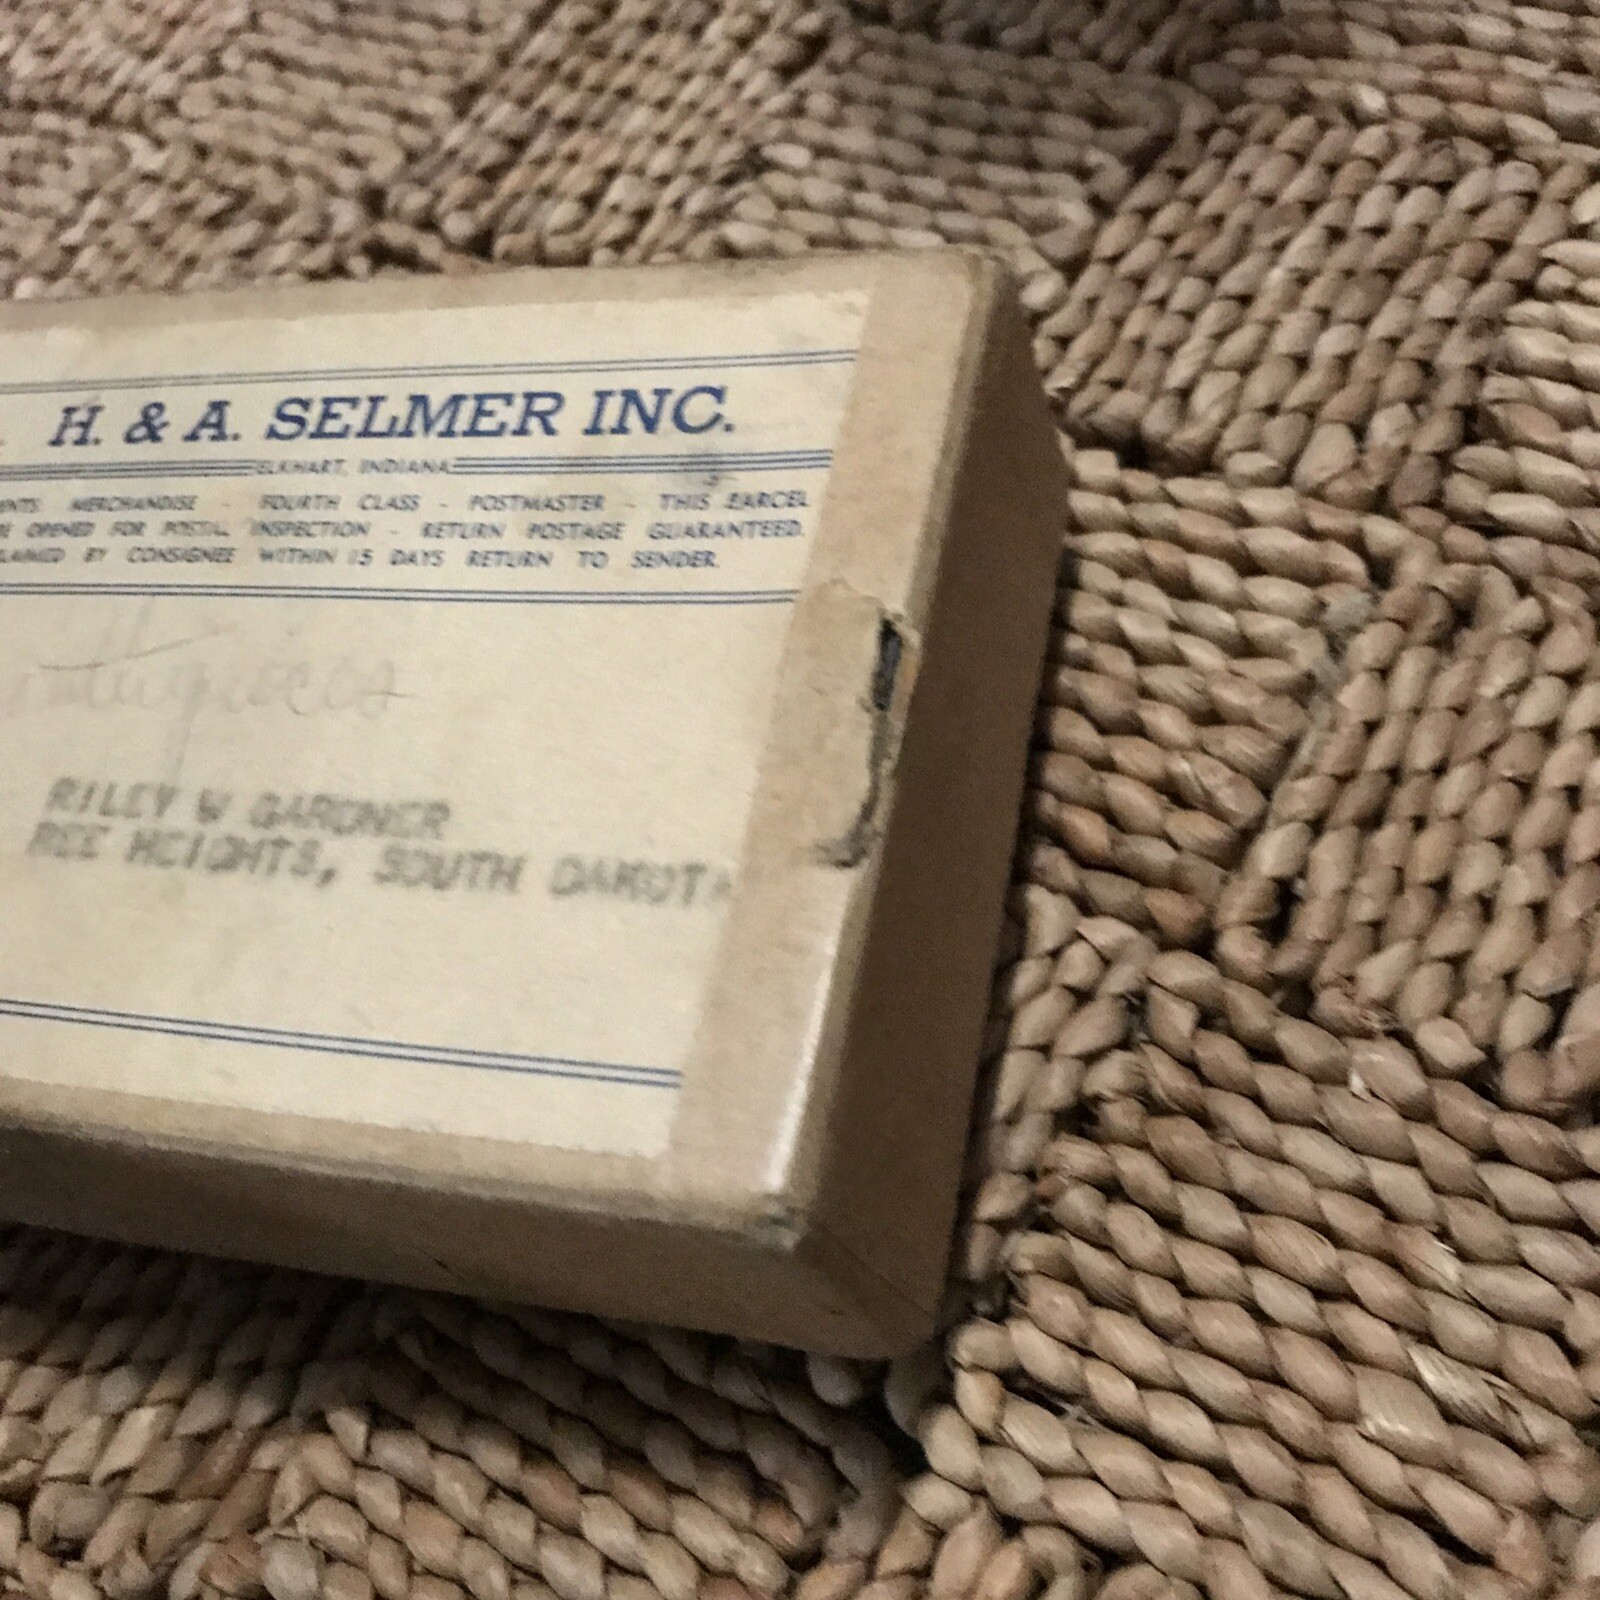 H. & A. SELMER INC.
ELKHART, INDIANA
MERCHANDISE - FOURTH CLASS - POSTMASTER - THIS PARCEL
OPENED FOR POSTAL INSPECTION - RETURN POSTAGE GUARANTEED.
BY CONSIGNEE WITHIN 15 DAYS RETURN TO SENDER.
RILEY W GARDNER
REE HEIGHTS, SOUTH DAKOTA